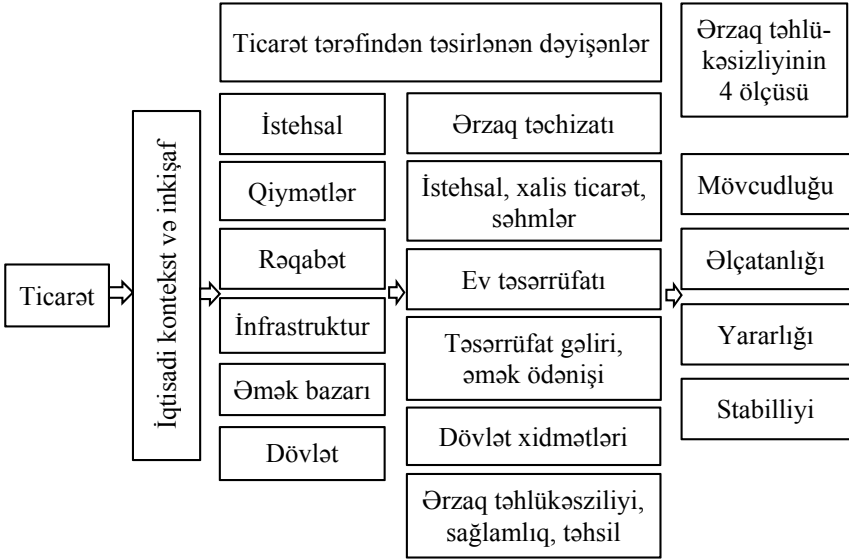 Ticarət tərəfindən təsirlənən dəyişənlər
Ərzaq təhlü-
kəsizliyinin
4 ölçüsü
Ticarət
İqtisadi kontekst və inkişaf
İstehsal
Qiymətlər
Rəqabət
İnfrastruktur
Əmək bazarı
Dövlət
Ərzaq təchizatı
İstehsal, xalis ticarət,
səhmlər
Ev təsərrüfatı
Təsərrüfat gəliri,
əmək ödənişi
Dövlət xidmətləri
Ərzaq təhlükəsziliyi,
sağlamlıq, təhsil
Mövcudluğu
Əlçatanlığı
Yararlığı
Stabilliyi